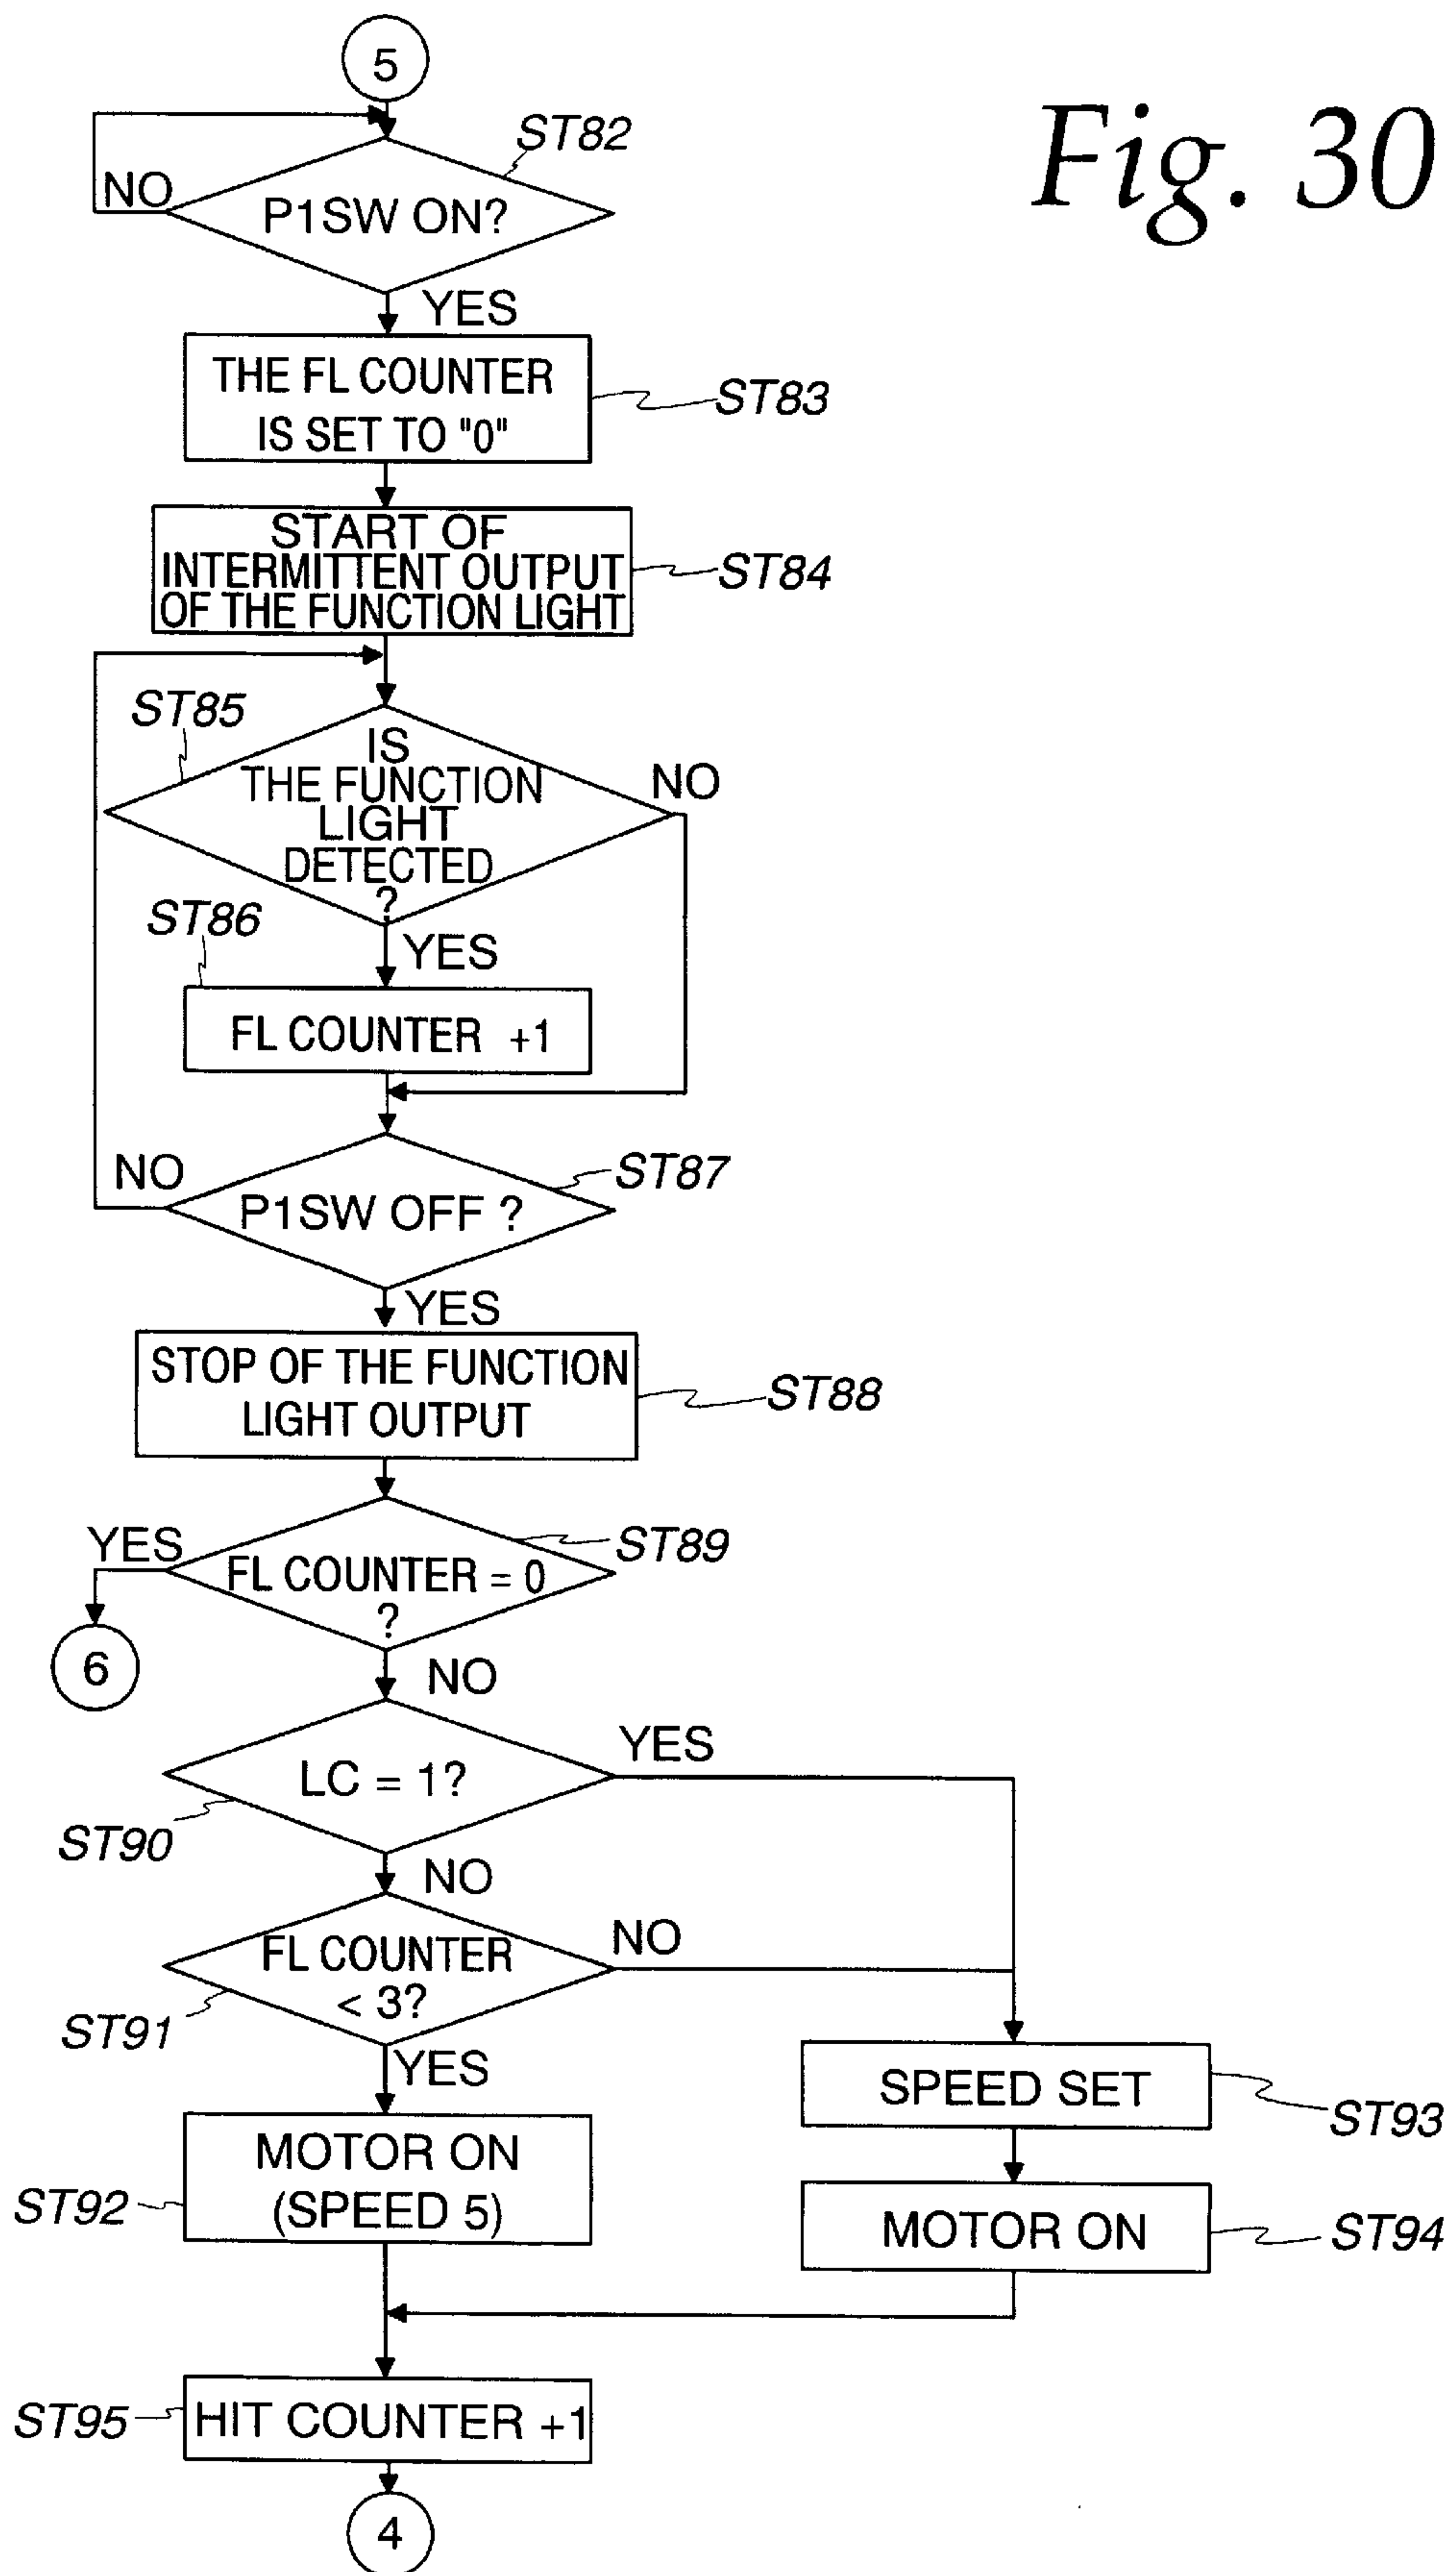 5
Fig. 30
ST82
NO
P1SW ON?
YES
THE FL COUNTER
IS SET TO "0"
ST83
START OF
INTERMITTENT OUTPUT
OF THE FUNCTION LIGHT
ST84
ST85
IS
THE FUNCTION
LIGHT
DETECTED
?
NO
ST86
YES
FL COUNTER +1
NO
P1SW OFF ?
ST87
YES
STOP OF THE FUNCTION
LIGHT OUTPUT
ST88
YES
FL COUNTER = 0
?
ST89
6
NO
LC = 1?
YES
ST90
NO
FL COUNTER
< 3?
NO
ST91
YES
SPEED SET
ST93
MOTOR ON
(SPEED 5)
ST92
MOTOR ON
ST94
HIT COUNTER +1
ST95
4